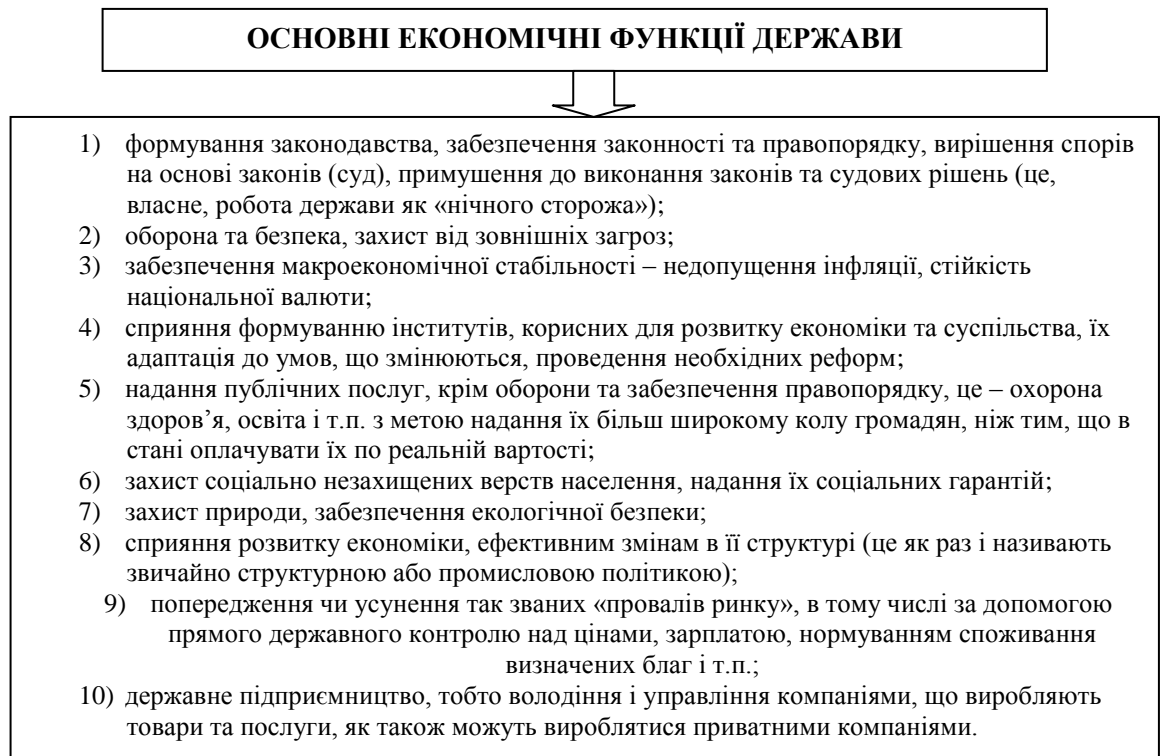 ОСНОВНІ ЕКОНОМІЧНІ ФУНКЦІЇ ДЕРЖАВИ
1) формування законодавства, забезпечення законності та правопорядку, вирішення спорів
на основі законів (суд), примушення до виконання законів та судових рішень (це,
власне, робота держави як «нічного сторожа»);
2) оборона та безпека, захист від зовнішніх загроз;
3) забезпечення макроекономічної стабільності – недопущення інфляції, стійкість
національної валюти;
4) сприяння формуванню інститутів, корисних для розвитку економіки та суспільства, їх
адаптація до умов, що змінюються, проведення необхідних реформ;
5) надання публічних послуг, крім оборони та забезпечення правопорядку, це – охорона
здоров’я, освіта і т.п. з метою надання їх більш широкому колу громадян, ніж тим, що в
стані оплачувати їх по реальній вартості;
6) захист соціально незахищених верств населення, надання їх соціальних гарантій;
7) захист природи, забезпечення екологічної безпеки;
8) сприяння розвитку економіки, ефективним змінам в її структурі (це як раз і називають
звичайно структурною або промисловою політикою);
9) попередження чи усунення так званих «провалів ринку», в тому числі за допомогою
прямого державного контролю над цінами, зарплатою, нормуванням споживання
визначених благ і т.п.;
10) державне підприємництво, тобто володіння і управління компаніями, що виробляють
товари та послуги, як також можуть вироблятися приватними компаніями.